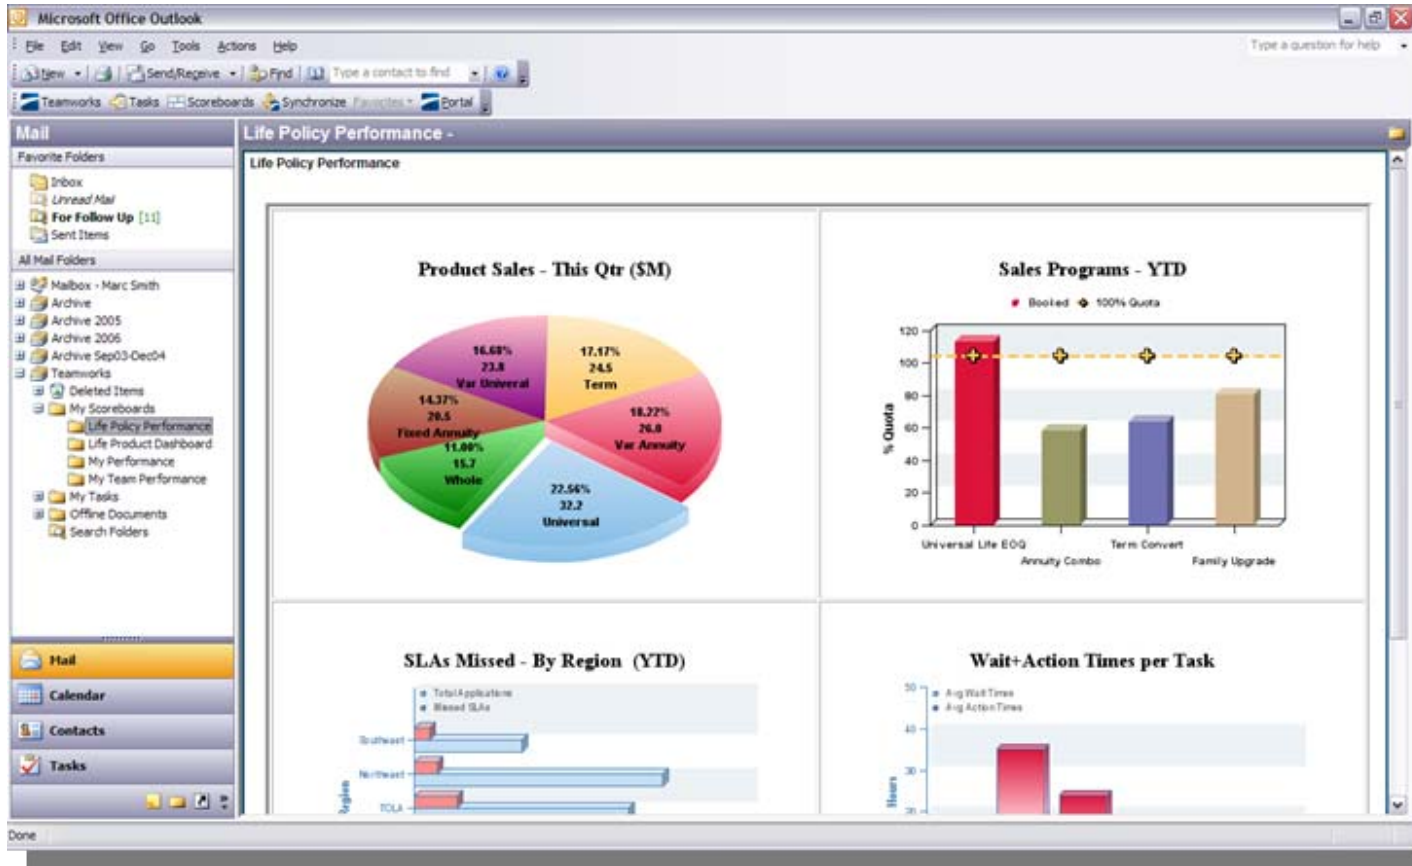 Microsoft Office Outlook
File Edit View Go Tools Actions Help
Type a question for help
New Send/Receive Find Type a contact to find
Teamworks Tasks Scoreboards Synchronize Favorites Portal
Mail
Favorite Folders
Inbox
Unread Mail
For Follow Up [11]
Sent Items
All Mail Folders
Mailbox - Marc Smith
Archive
Archive 2005
Archive 2006
Archive Sep03-Dec04
Teamworks
Deleted Items
My Scoreboards
Life Policy Performance
Life Product Dashboard
My Performance
My Team Performance
My Tasks
Offline Documents
Search Folders
Mail
Calendar
Contacts
Tasks
Done
Life Policy Performance -
Life Policy Performance
Product Sales - This Qtr ($M)
16.68%
23.8
Var Univeral
17.17%
24.5
Term
14.37%
20.5
Fixed Annuity
18.22%
26.0
Var Annuity
11.00%
15.7
Whole
22.56%
32.2
Universal
Sales Programs - YTD
Booked 100% Quota
120
100
80
60
40
20
0
% Quota
Universal Life EOQ
Annuity Combo
Term Convert
Family Upgrade
SLAs Missed - By Region (YTD)
Total Applications
Missed SLAs
Southeast
Northeast
TOLA
Region
Wait+Action Times per Task
Avg Wait Times
Avg Action Times
50
40
30
20
Hours